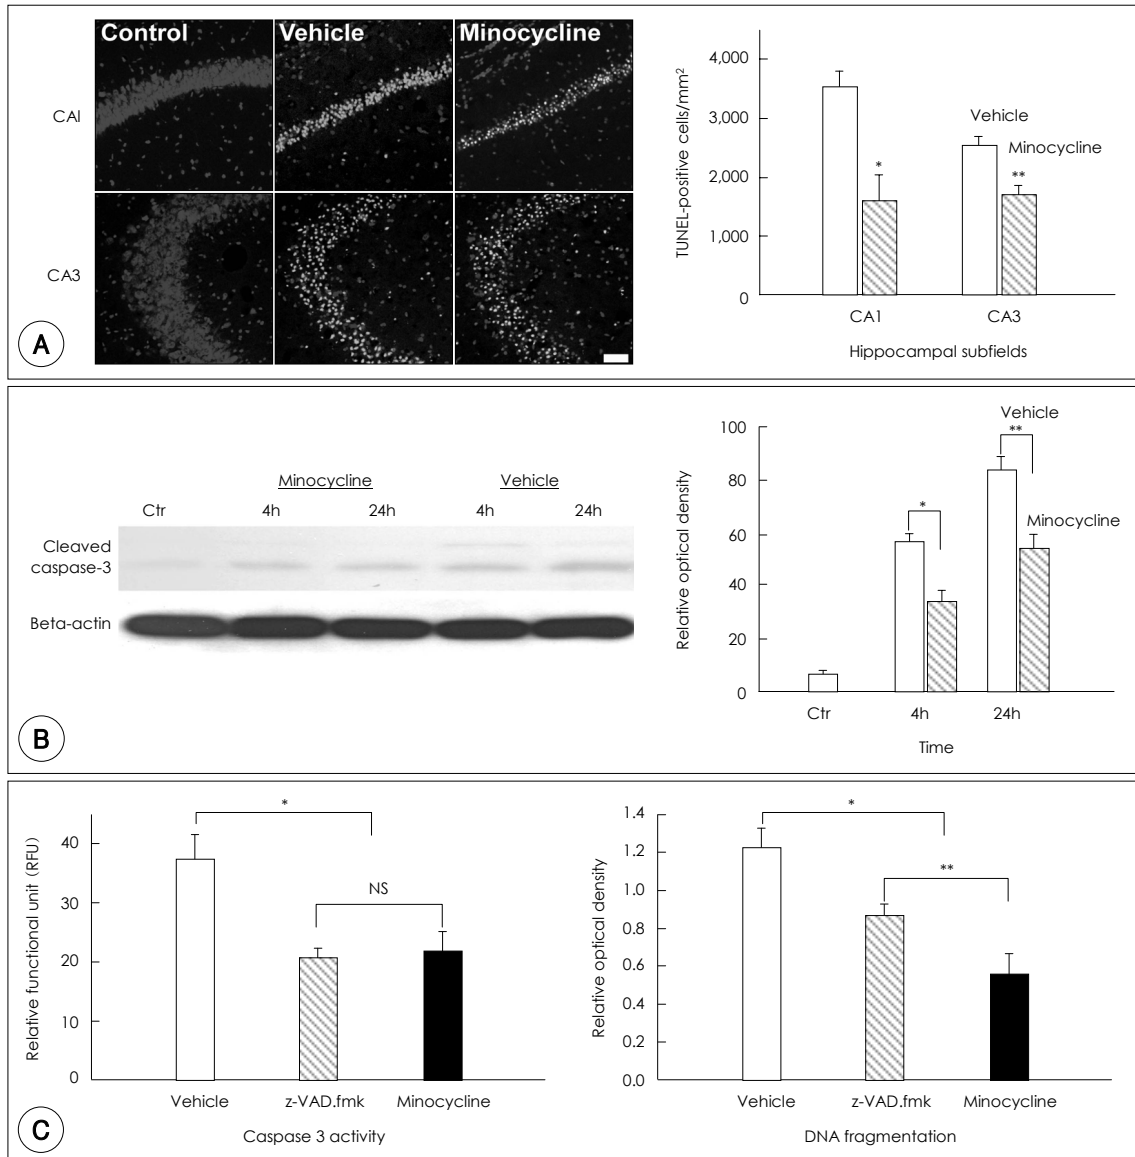 Control Vehicle Minocycline
CAl
CA3
A
4,000
3,000
2,000
1,000
0
TUNEL-positive cells/mm2
Vehicle
Minocycline
*
**
CA1 CA3
Hippocampal subfields
Minocycline Vehicle
Ctr 4h 24h 4h 24h
Cleaved
caspase-3
Beta-actin
B
100
80
60
40
20
0
Relative optical density
Vehicle
**
*
Minocycline
Ctr 4h 24h
Time
40
30
20
10
0
Relative functional unit (RFU)
*
NS
Vehicle z-VAD.fmk Minocycline
Caspase 3 activity
C
1.4
1.2
1.0
0.8
0.6
0.4
0.2
0.0
Relative optical density
*
**
Vehicle z-VAD.fmk Minocycline
DNA fragmentation